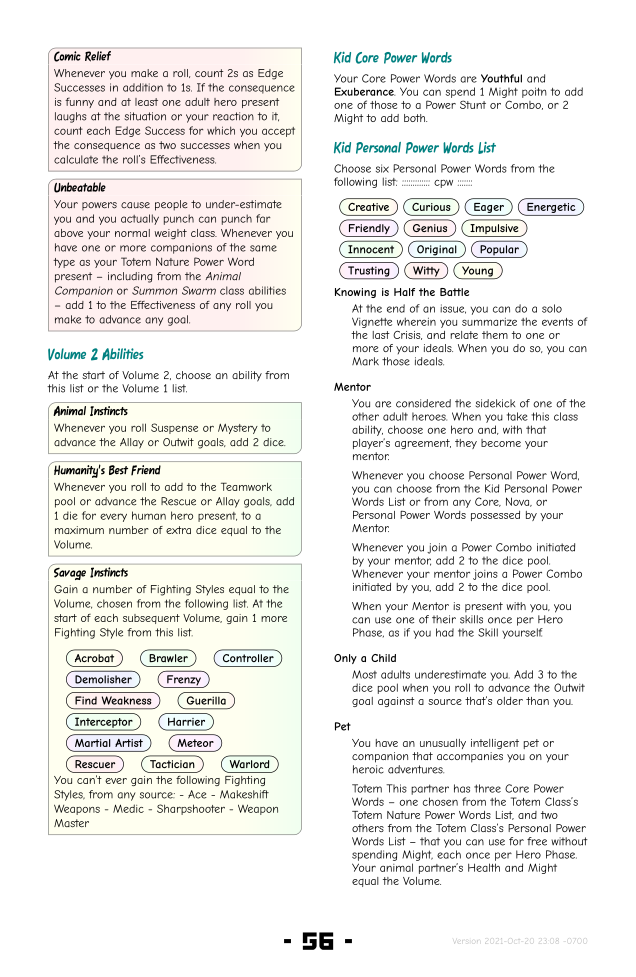 Comic Relief
Whenever you make a roll, count 2s as Edge
Successes in addition to 1s. If the consequence
is funny and at least one adult hero present
laughs at the situation or your reaction to it,
count each Edge Success for which you accept
the consequence as two successes when you
calculate the roll's Effectiveness.
Unbeatable
Your powers cause people to under-estimate
you and you actually punch can punch far
above your normal weight class. Whenever you
have one or more companions of the same
type as your Totem Nature Power Word
present – including from the Animal
Companion or Summon Swarm class abilities
– add 1 to the Effectiveness of any roll you
make to advance any goal.
Volume 2 Abilities
At the start of Volume 2, choose an ability from
this list or the Volume 1 list.
Animal Instincts
Whenever you roll Suspense or Mystery to
advance the Allay or Outwit goals, add 2 dice.
Humanity's Best Friend
Whenever you roll to add to the Teamwork
pool or advance the Rescue or Allay goals, add
1 die for every human hero present, to a
maximum number of extra dice equal to the
Volume.
Savage Instincts
Gain a number of Fighting Styles equal to the
Volume, chosen from the following list. At the
start of each subsequent Volume, gain 1 more
Fighting Style from this list.
Acrobat Brawler Controller
Demolisher Frenzy
Find Weakness Guerilla
Interceptor Harrier
Martial Artist Meteor
Rescuer Tactician Warlord
You can't ever gain the following Fighting
Styles, from any source: - Ace - Makeshift
Weapons - Medic - Sharpshooter - Weapon
Master
Kid Core Power Words
Your Core Power Words are Youthful and
Exuberance. You can spend 1 Might poitn to add
one of those to a Power Stunt or Combo, or 2
Might to add both.
Kid Personal Power Words List
Choose six Personal Power Words from the
following list: ::::::::::::: cpw :::::::
Creative Curious Eager Energetic
Friendly Genius Impulsive
Innocent Original Popular
Trusting Witty Young
Knowing is Half the Battle
At the end of an issue, you can do a solo
Vignette wherein you summarize the events of
the last Crisis, and relate them to one or
more of your ideals. When you do so, you can
Mark those ideals.
Mentor
You are considered the sidekick of one of the
other adult heroes. When you take this class
ability, choose one hero and, with that
player's agreement, they become your
mentor.
Whenever you choose Personal Power Word,
you can choose from the Kid Personal Power
Words List or from any Core, Nova, or
Personal Power Words possessed by your
Mentor.
Whenever you join a Power Combo initiated
by your mentor, add 2 to the dice pool.
Whenever your mentor joins a Power Combo
initiated by you, add 2 to the dice pool.
When your Mentor is present with you, you
can use one of their skills once per Hero
Phase, as if you had the Skill yourself.
Only a Child
Most adults underestimate you. Add 3 to the
dice pool when you roll to advance the Outwit
goal against a source that's older than you.
Pet
You have an unusually intelligent pet or
companion that accompanies you on your
heroic adventures.
Totem This partner has three Core Power
Words – one chosen from the Totem Class's
Totem Nature Power Words List, and two
others from the Totem Class's Personal Power
Words List – that you can use for free without
spending Might, each once per Hero Phase.
Your animal partner's Health and Might
equal the Volume.
- 56 -
Version 2021-Oct-20 23:08 -0700